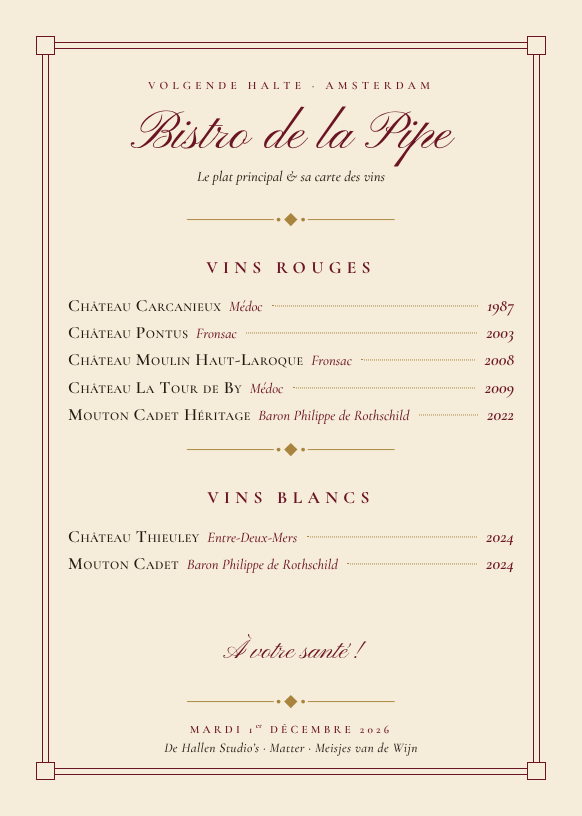 VOLGENDE HALTE · AMSTERDAM
Bistro de la Pipe
Le plat principal & sa carte des vins
VINS ROUGES
Château Carcanieux Médoc 1987
Château Pontus Fronsac 2003
Château Moulin Haut-Laroque Fronsac 2008
Château La Tour de By Médoc 2009
Mouton Cadet Héritage Baron Philippe de Rothschild 2022
VINS BLANCS
Château Thieuley Entre-Deux-Mers 2024
Mouton Cadet Baron Philippe de Rothschild 2024
À votre santé !
MARDI 1er DÉCEMBRE 2026
De Hallen Studio's · Matter · Meisjes van de Wijn